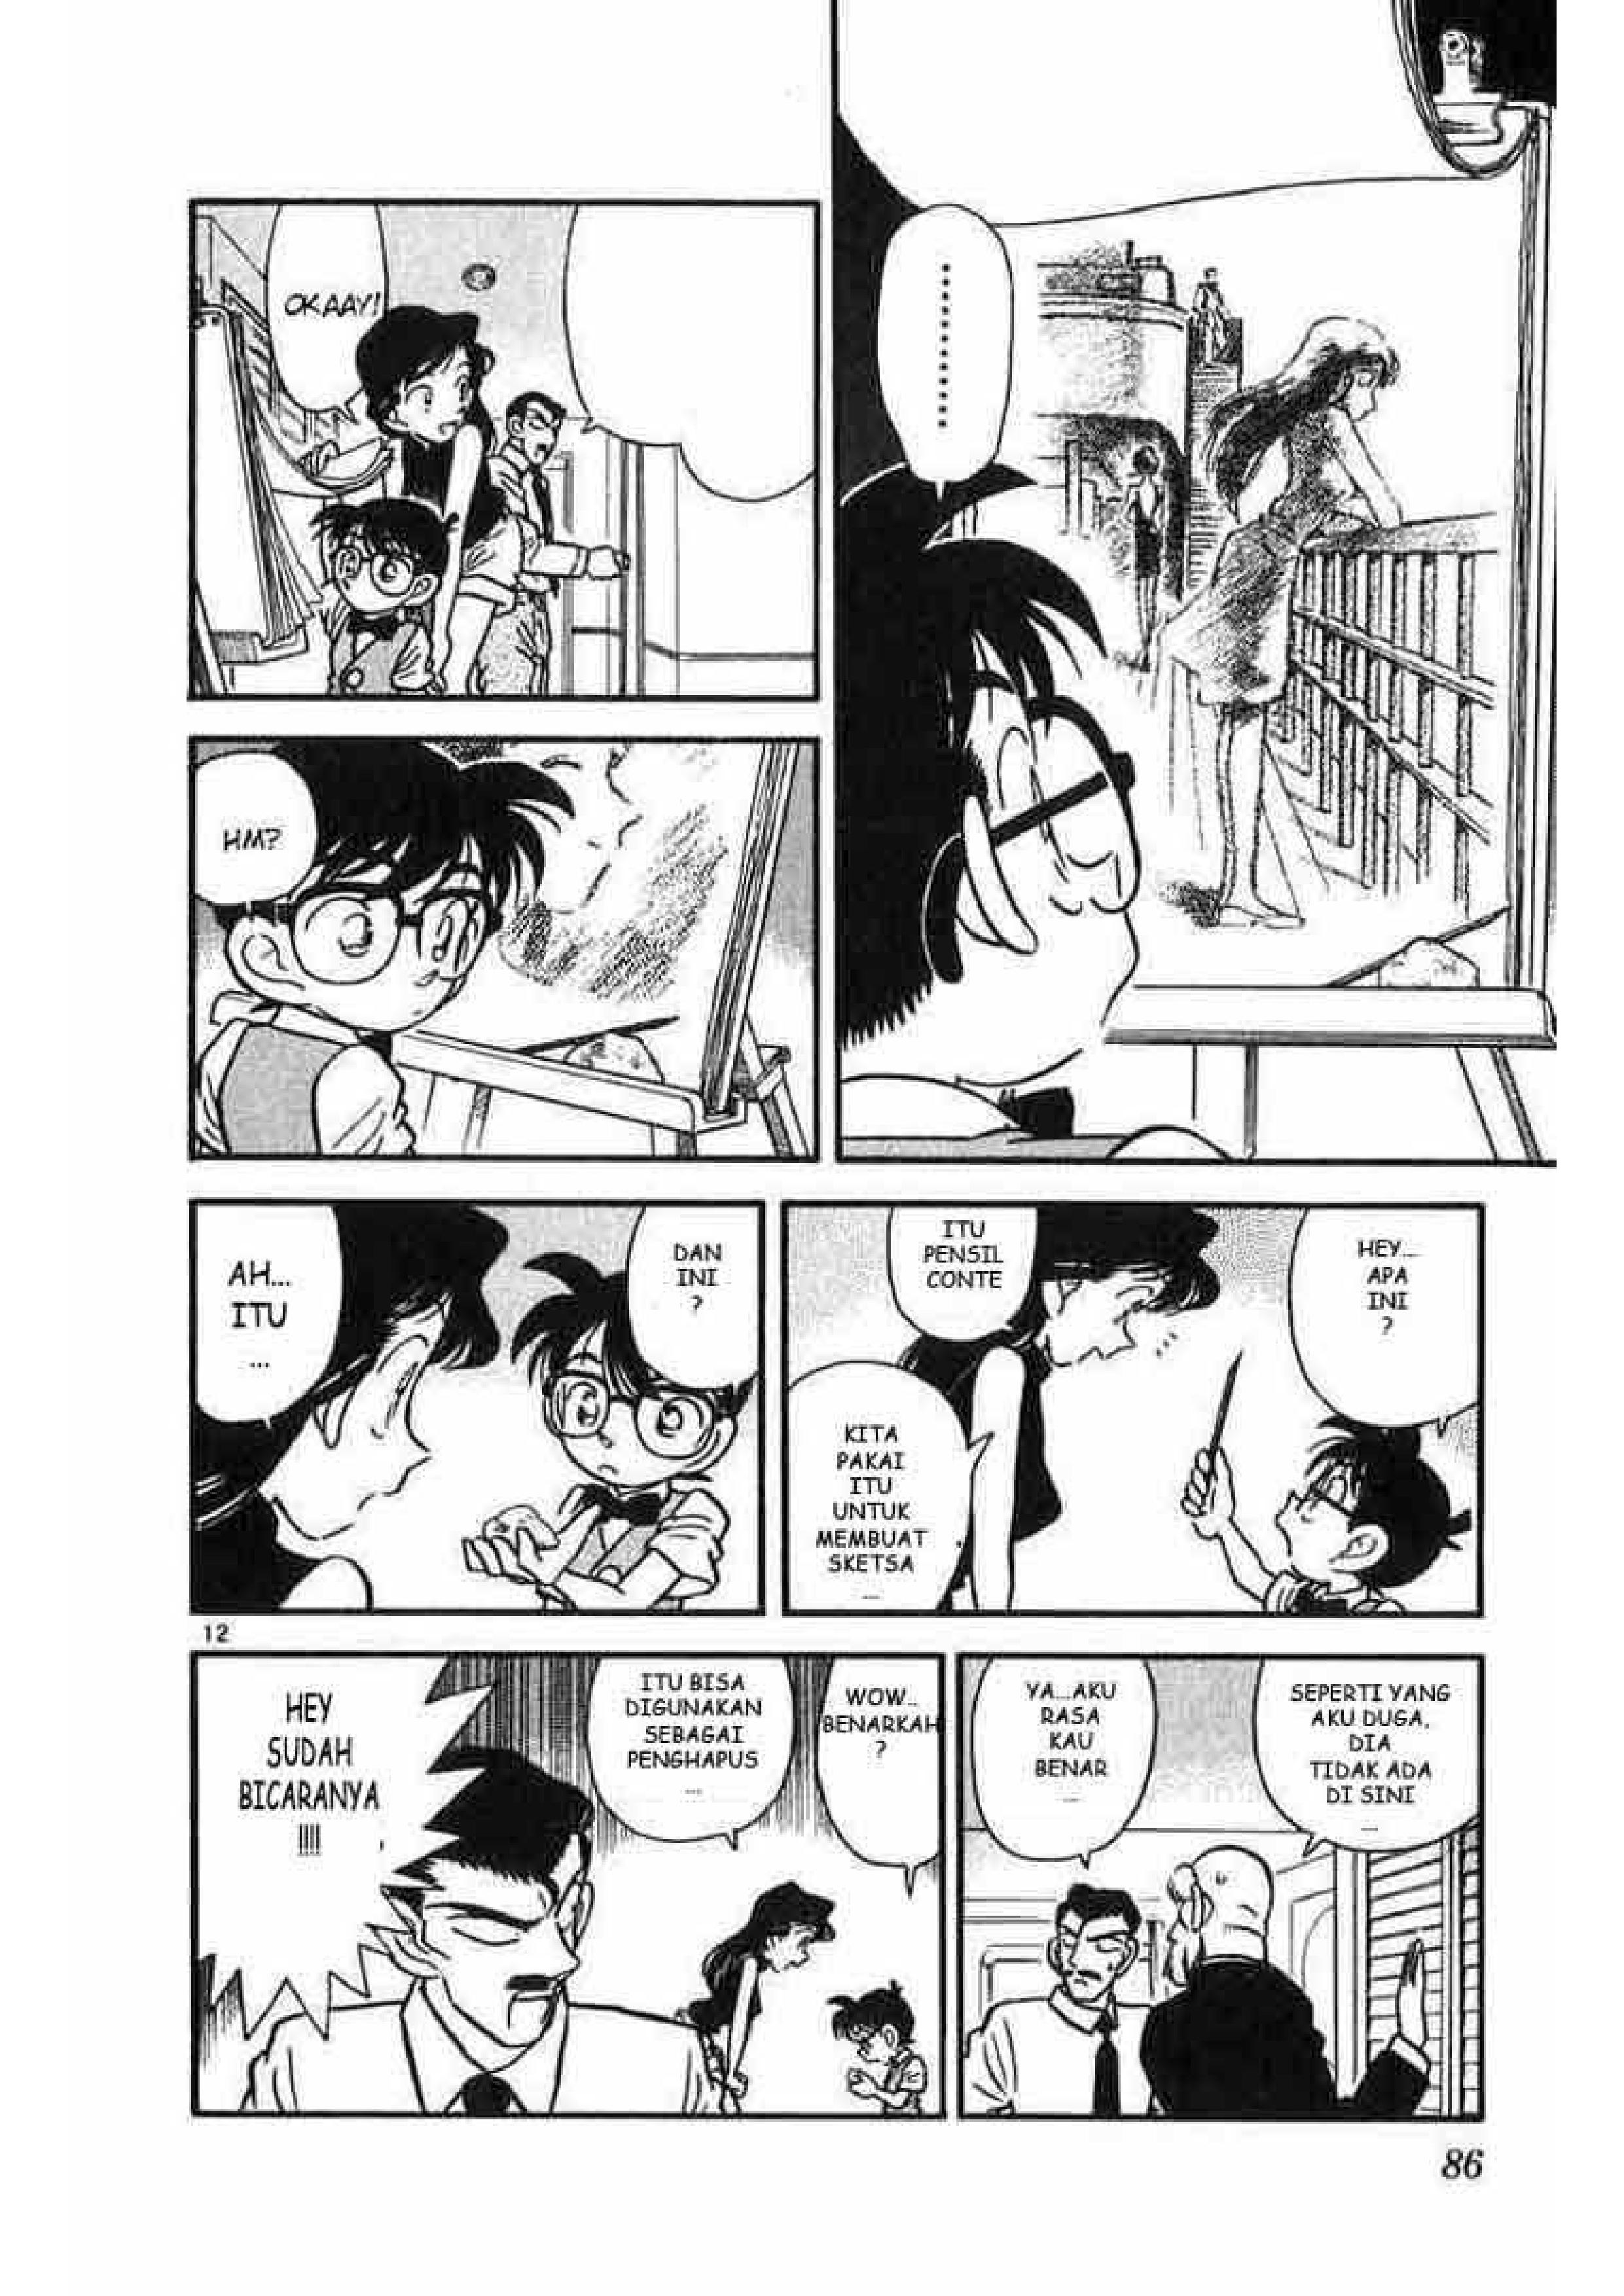 ............
OKAAY!
HM?
HEY...
APA
INI
?
ITU
PENSIL
CONTE
KITA
PAKAI
ITU
UNTUK
MEMBUAT
SKETSA
....
DAN
INI
?
AH...
ITU
...
12
SEPERTI YANG
AKU DUGA,
DIA
TIDAK ADA
DI SINI
...
YA...AKU
RASA
KAU
BENAR
...
WOW..
BENARKAH
?
ITU BISA
DIGUNAKAN
SEBAGAI
PENGHAPUS
...
HEY
SUDAH
BICARANYA
!!!!
86